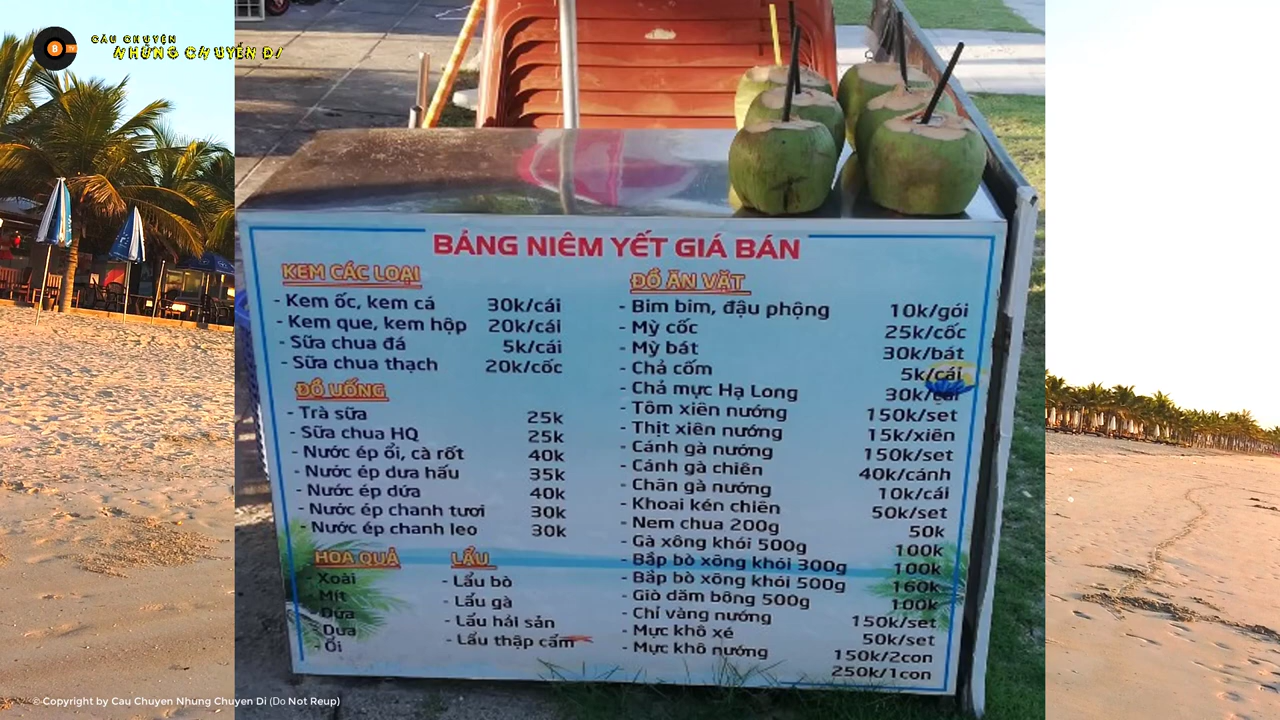 CÂU CHUYỆN
NHỮNG CHUYẾN ĐI
BẢNG NIÊM YẾT GIÁ BÁN
KEM CÁC LOẠI
- Kem ốc, kem cá 30k/cái
- Kem que, kem hộp 20k/cái
- Sữa chua đá 5k/cái
- Sữa chua thạch 20k/cốc
ĐỒ UỐNG
- Trà sữa 25k
- Sữa chua HQ 25k
- Nước ép ổi, cà rốt 40k
- Nước ép dưa hấu 35k
- Nước ép dứa 40k
- Nước ép chanh tươi 30k
- Nước ép chanh leo 30k
HOA QUẢ
- Xoài
- Mít
- Dứa
- Dưa
- Ổi
LẨU
- Lẩu bò
- Lẩu gà
- Lẩu hải sản
- Lẩu thập cẩm
ĐỒ ĂN VẶT
- Bim bim, đậu phộng 10k/gói
- Mỳ cốc 25k/cốc
- Mỳ bát 30k/bát
- Chả cốm 5k/cái
- Chả mực Hạ Long 30k/cái
- Tôm xiên nướng 150k/set
- Thịt xiên nướng 15k/xiên
- Cánh gà nướng 150k/set
- Cánh gà chiên 40k/cánh
- Chân gà nướng 10k/cái
- Khoai kén chiên 50k/set
- Nem chua 200g 50k
- Gà xông khói 500g 100k
- Bắp bò xông khói 300g 100k
- Bắp bò xông khói 500g 160k
- Giò dăm bông 500g 100k
- Chỉ vàng nướng 150k/set
- Mực khô xé 50k/set
- Mực khô nướng 150k/2con
250k/1con
©Copyright by Cau Chuyen Nhung Chuyen Di (Do Not Reup)